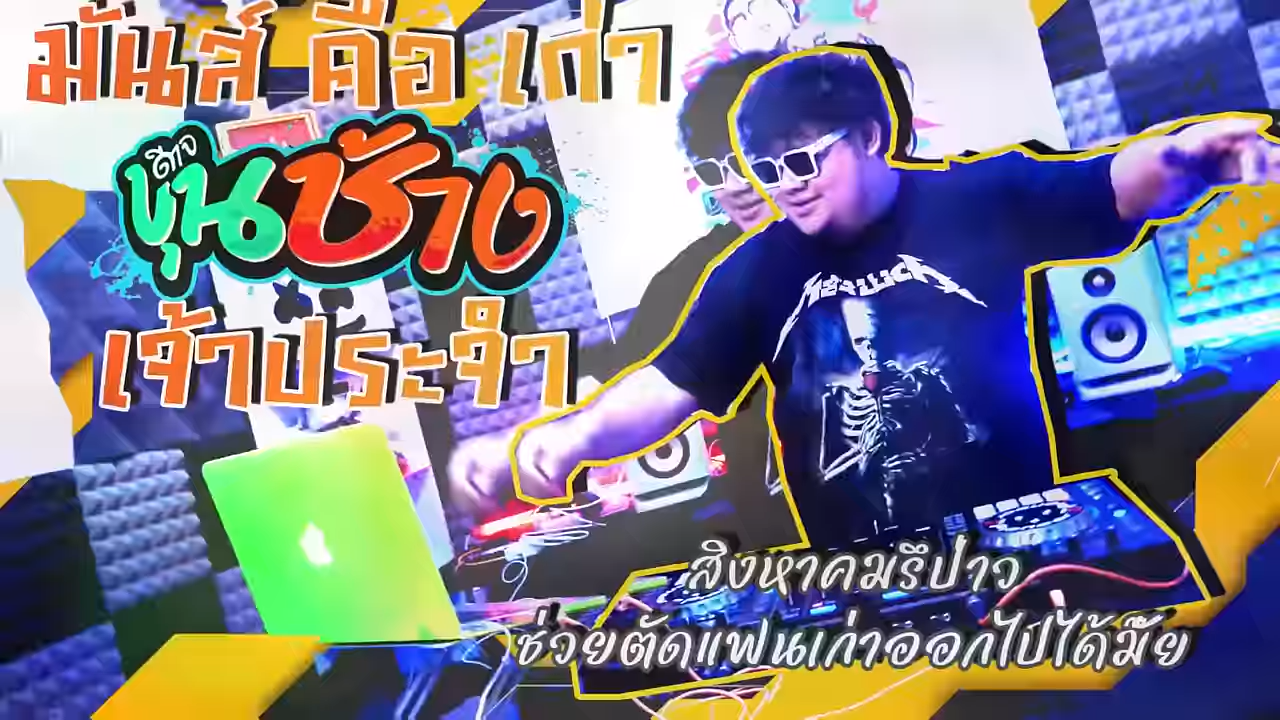 มันส์ คือ เก่า
ดีเจ
ขุนช้าง
เจ้าประจำ
METALLICA
สิงหาคมรึป่าว
ช่วยตัดแฟนเก่าออกไปได้มั๊ย